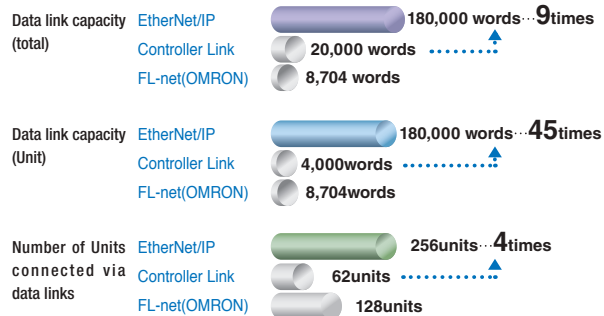 Data link capacity EtherNet/IP 180,000 words···9times
(total) Controller Link 20,000 words
FL-net(OMRON) 8,704 words
Data link capacity EtherNet/IP 180,000 words···45times
(Unit) Controller Link 4,000words
FL-net(OMRON) 8,704words
Number of Units EtherNet/IP 256units···4times
connected via Controller Link 62units
data links FL-net(OMRON) 128units